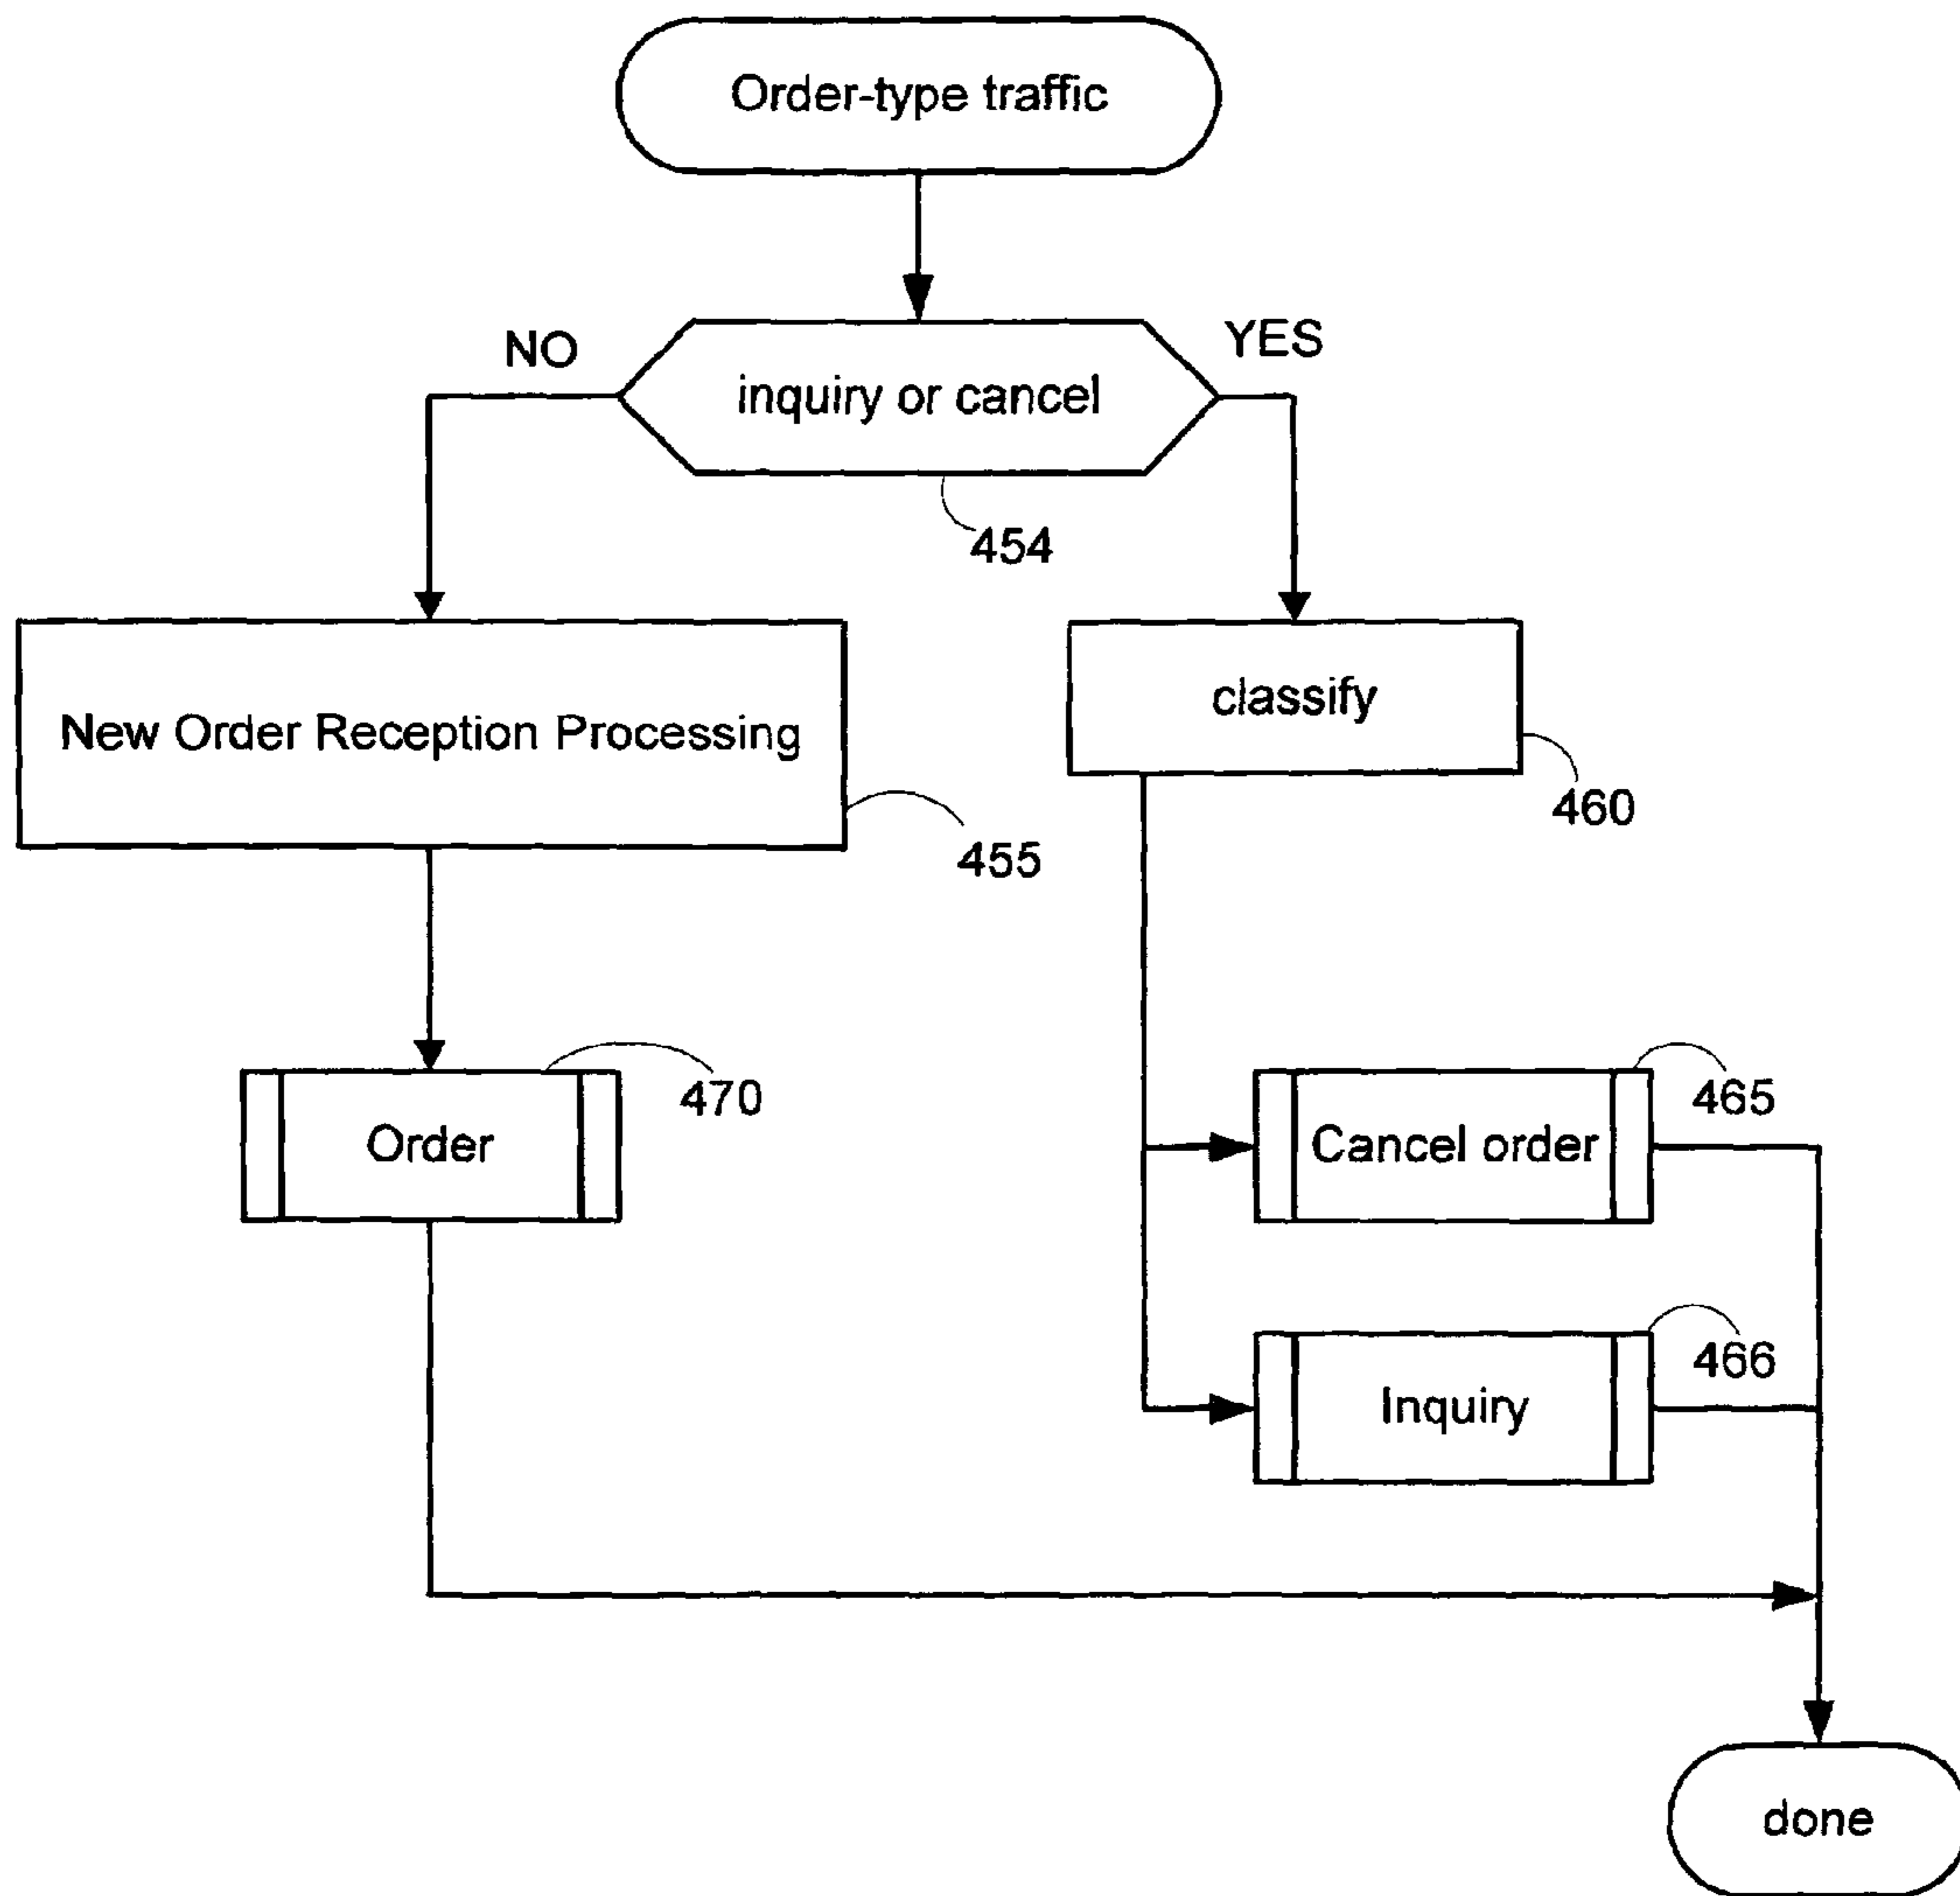 Order-type traffic
NO
YES
inquiry or cancel
454
New Order Reception Processing
classify
460
455
470
465
Order
Cancel order
466
Inquiry
done